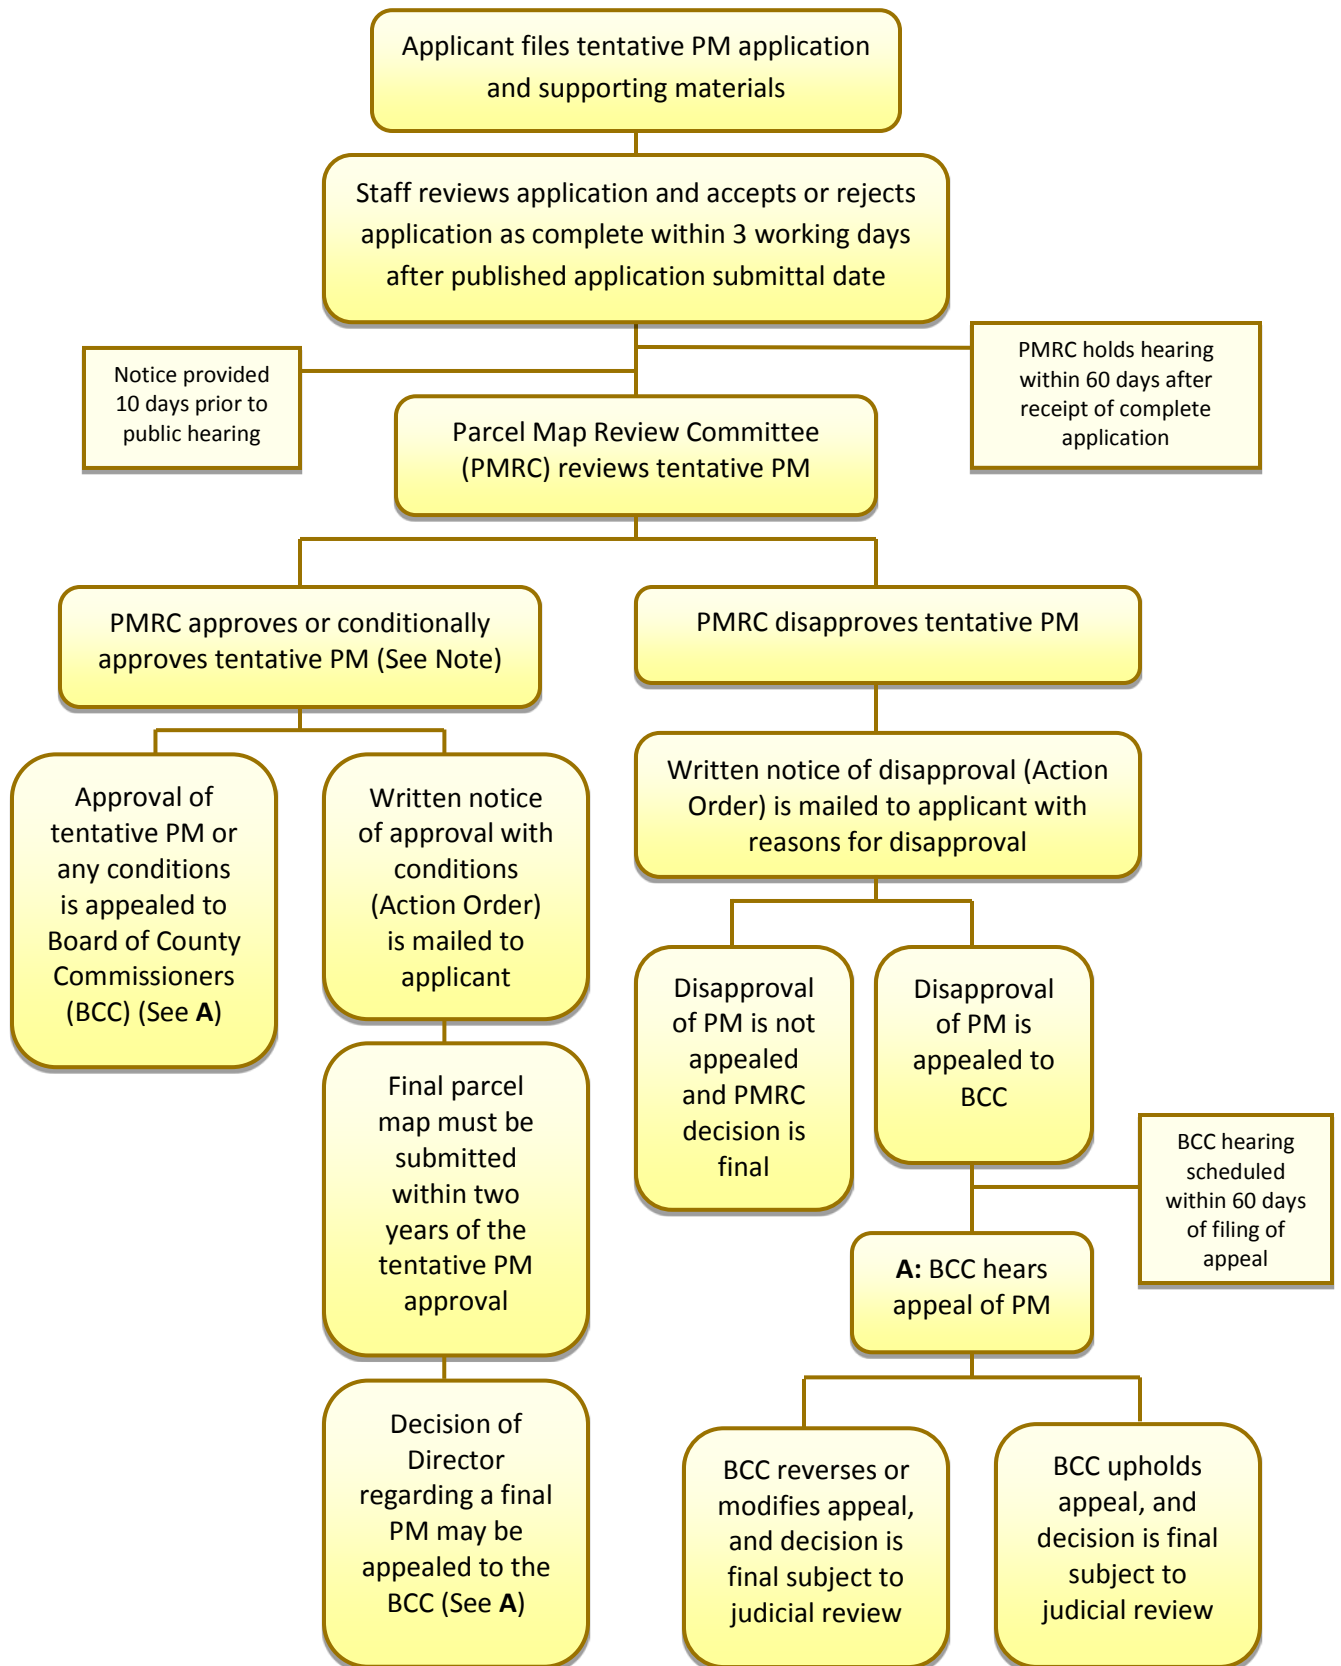 Applicant files tentative PM application
and supporting materials
Staff reviews application and accepts or rejects
application as complete within 3 working days
after published application submittal date
Notice provided
10 days prior to
public hearing
PMRC holds hearing
within 60 days after
receipt of complete
application
Parcel Map Review Committee
(PMRC) reviews tentative PM
PMRC approves or conditionally
approves tentative PM (See Note)
PMRC disapproves tentative PM
Approval of
tentative PM or
any conditions
is appealed to
Board of County
Commissioners
(BCC) (See A)
Written notice
of approval with
conditions
(Action Order)
is mailed to
applicant
Written notice of disapproval (Action
Order) is mailed to applicant with
reasons for disapproval
Disapproval
of PM is not
appealed
and PMRC
decision is
final
Disapproval
of PM is
appealed to
BCC
Final parcel
map must be
submitted
within two
years of the
tentative PM
approval
BCC hearing
scheduled
within 60 days
of filing of
appeal
A: BCC hears
appeal of PM
Decision of
Director
regarding a final
PM may be
appealed to the
BCC (See A)
BCC reverses or
modifies appeal,
and decision is
final subject to
judicial review
BCC upholds
appeal, and
decision is final
subject to
judicial review